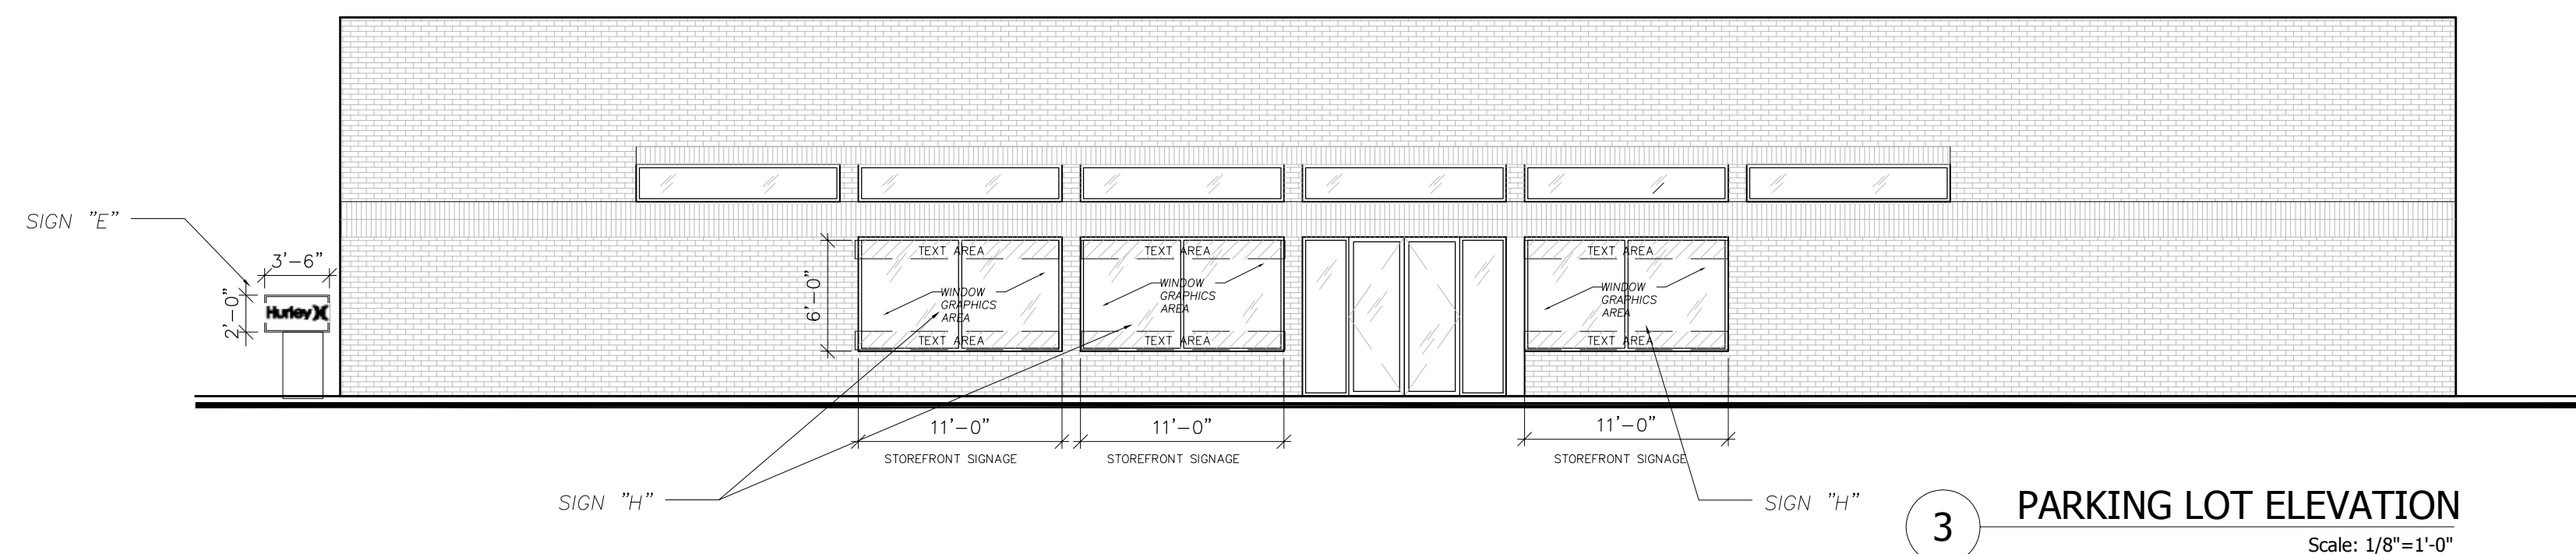 SIGN "E"
3'-6"
2'-0"
Hurley
6'-0"
TEXT AREA
WINDOW
GRAPHICS
AREA
TEXT AREA
TEXT AREA
WINDOW
GRAPHICS
AREA
TEXT AREA
TEXT AREA
WINDOW
GRAPHICS
AREA
TEXT AREA
11'-0"
STOREFRONT SIGNAGE
11'-0"
STOREFRONT SIGNAGE
11'-0"
STOREFRONT SIGNAGE
SIGN "H"
SIGN "H"
3
PARKING LOT ELEVATION
Scale: 1/8"=1'-0"